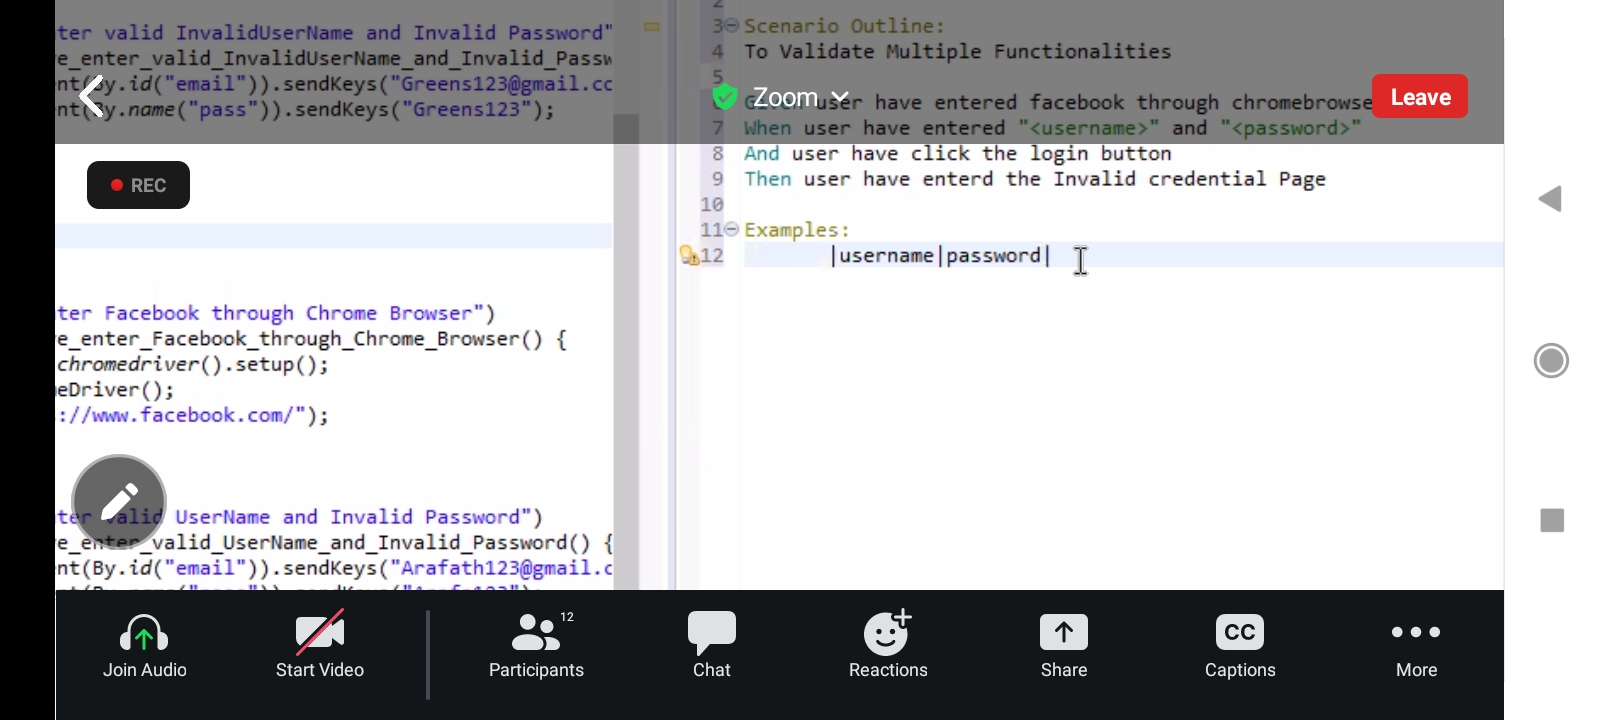 ter valid InvalidUserName and Invalid Password"
e_enter_valid_InvalidUserName_and_Invalid_Passw
nt(By.id("email")).sendKeys("Greens123@gmail.cc
nt(By.name("pass")).sendKeys("Greens123");
REC
ter Facebook through Chrome Browser")
e_enter_Facebook_through_Chrome_Browser() {
chromedriver().setup();
eDriver();
://www.facebook.com/");
ter valid UserName and Invalid Password")
e_enter_valid_UserName_and_Invalid_Password() {
nt(By.id("email")).sendKeys("Arafath123@gmail.c
2
3 Scenario Outline:
4 To Validate Multiple Functionalities
5
Zoom
Leave
Given user have entered facebook through chromebrowse
7 When user have entered "<username>" and "<password>"
8 And user have click the login button
9 Then user have enterd the Invalid credential Page
10
11 Examples:
12 |username|password|
Join Audio
Start Video
Participants 12
Chat
Reactions
Share
CC
Captions
More